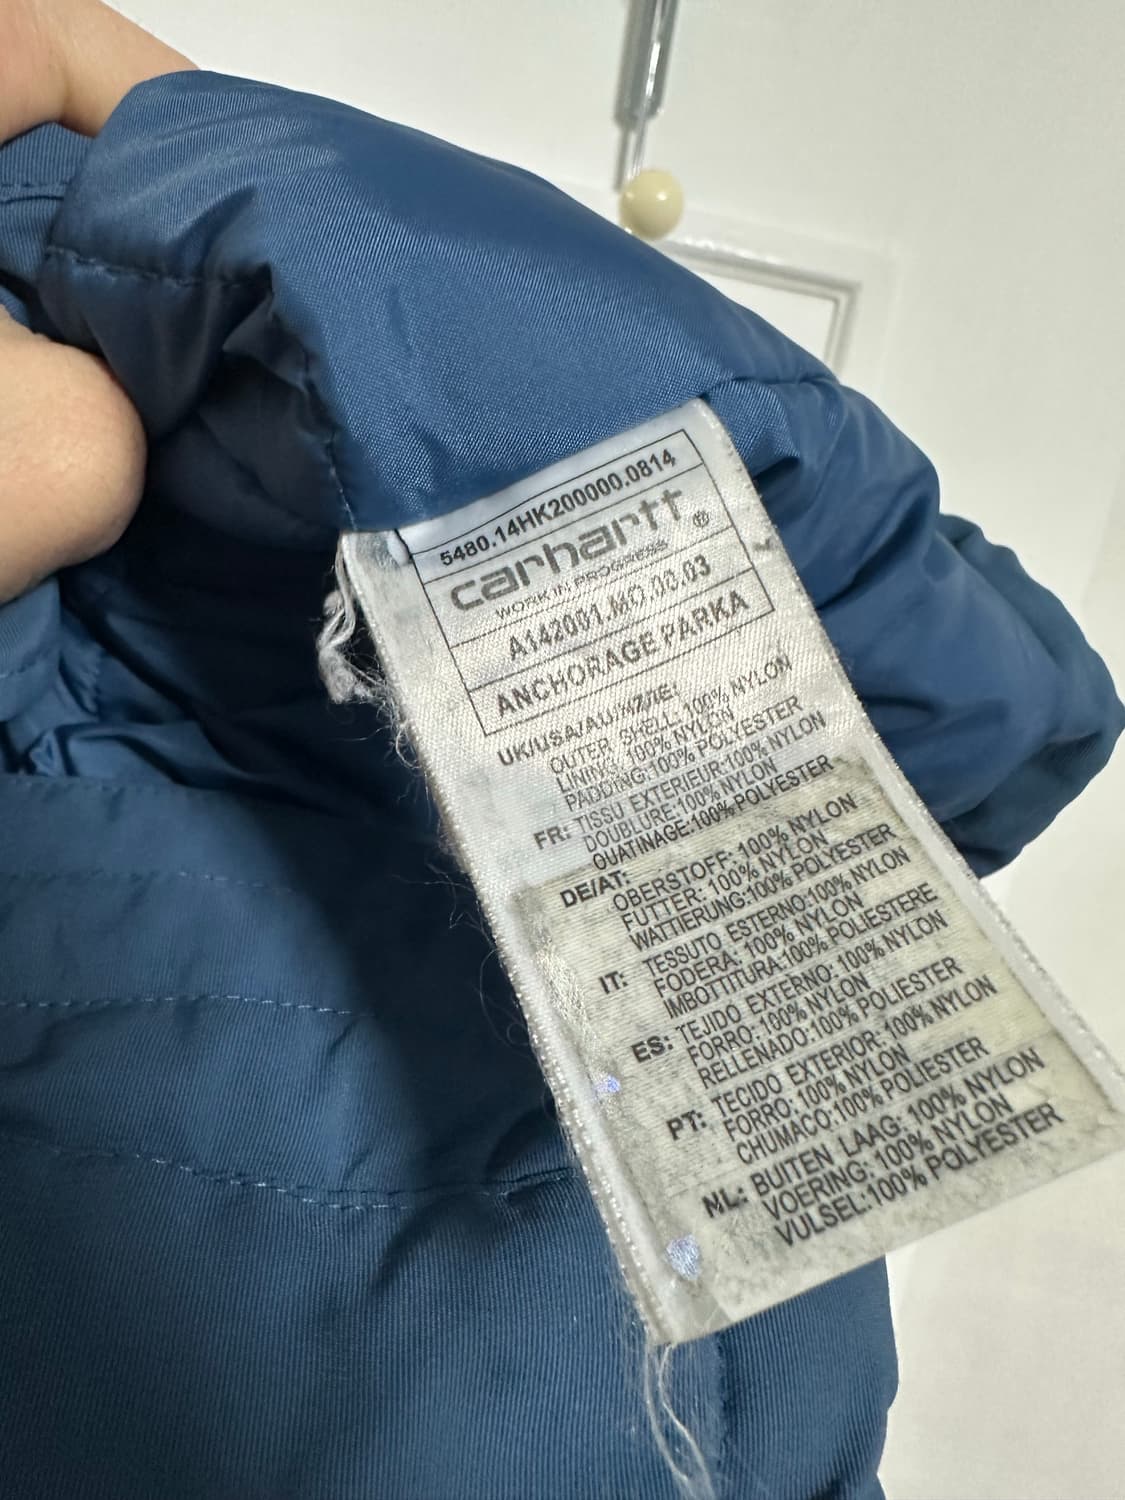 5480.14HK200000.0814
carhartt®
WORK IN PROGRESS
A142001.MO.00.03
ANCHORAGE PARKA
UK/USA/AU/NZ/IE:
OUTER SHELL:100% NYLON
LINING:100% NYLON
PADDING:100% POLYESTER
FR: TISSU EXTERIEUR:100% NYLON
DOUBLURE:100% NYLON
OUATINAGE:100% POLYESTER
DE/AT:
OBERSTOFF:100% NYLON
FUTTER: 100% NYLON
WATTIERUNG:100% POLYESTER
IT: TESSUTO ESTERNO:100% NYLON
FODERA: 100% NYLON
IMBOTTITURA:100% POLIESTERE
ES: TEJIDO EXTERNO: 100% NYLON
FORRO:100% NYLON
RELLENADO:100% POLIESTER
PT: TECIDO EXTERIOR: 100% NYLON
FORRO:100% NYLON
CHUMACO:100% POLIESTER
NL: BUITEN LAAG: 100% NYLON
VOERING: 100% NYLON
VULSEL:100% POLYESTER